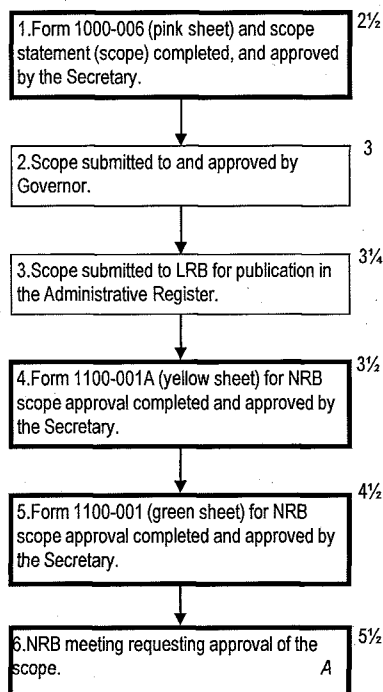 1.Form 1000-006 (pink sheet) and scope
statement (scope) completed, and approved
by the Secretary.
2½
2.Scope submitted to and approved by
Governor.
3
3.Scope submitted to LRB for publication in
the Administrative Register.
3¼
4.Form 1100-001A (yellow sheet) for NRB
scope approval completed and approved by
the Secretary.
3½
5.Form 1100-001 (green sheet) for NRB
scope approval completed and approved by
the Secretary.
4½
6.NRB meeting requesting approval of the
scope. A
5½